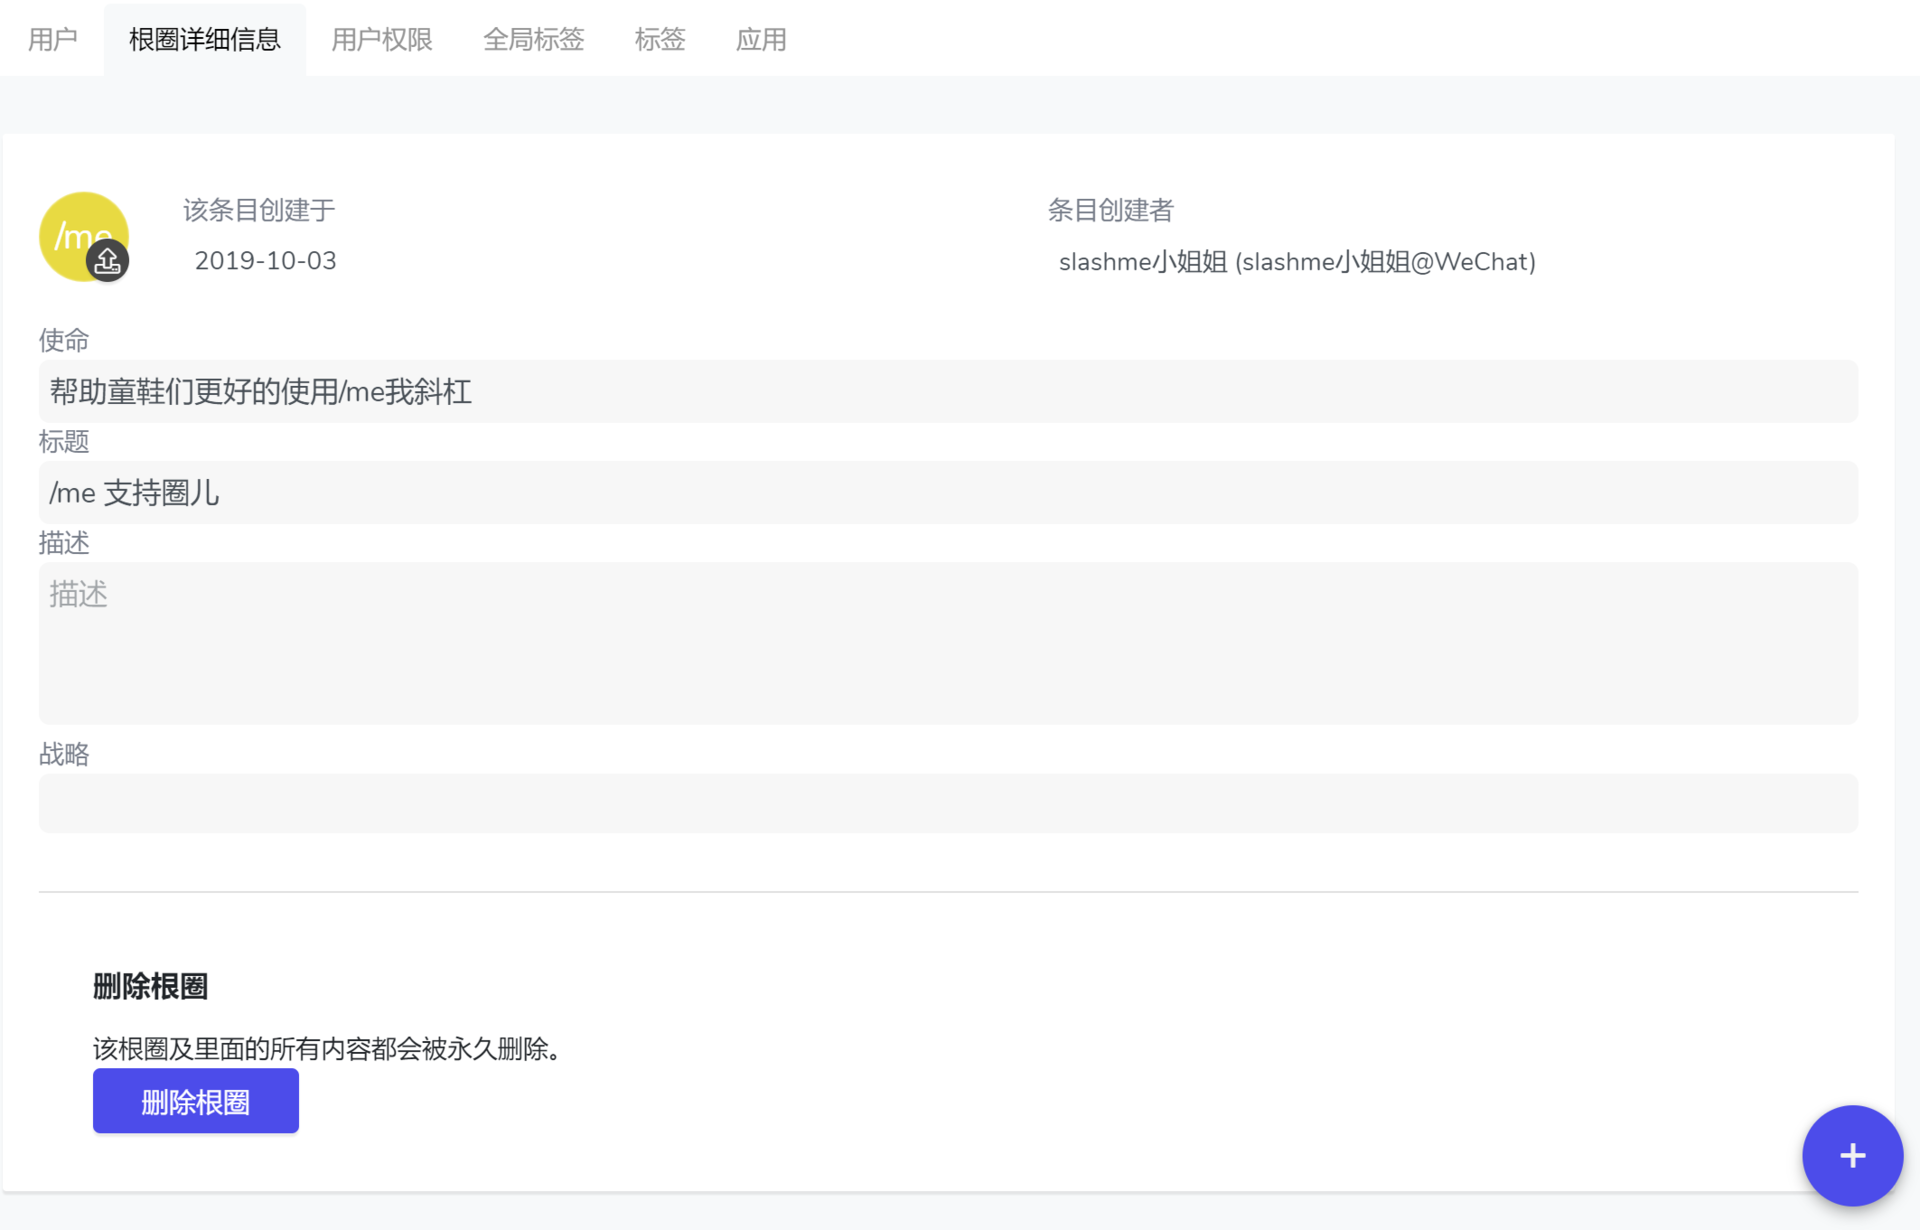 用户 根圈详细信息 用户权限 全局标签 标签 应用
/me
该条目创建于
2019-10-03
条目创建者
slashme小姐姐 (slashme小姐姐@WeChat)
使命
帮助童鞋们更好的使用/me我斜杠
标题
/me 支持圈儿
描述
描述
战略
删除根圈
该根圈及里面的所有内容都会被永久删除。
删除根圈
+